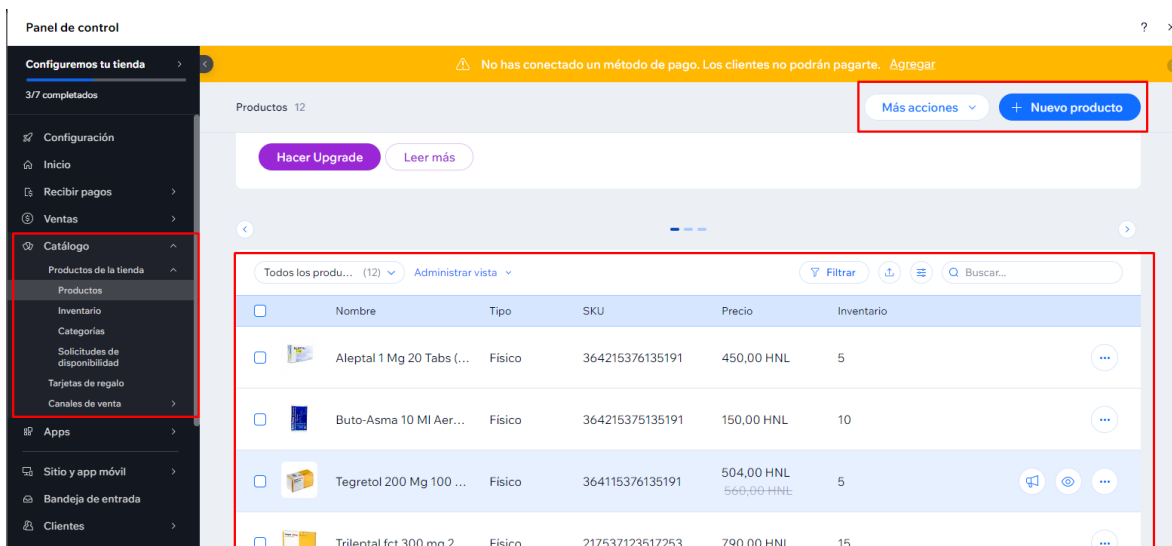 Panel de control
?
Configuremos tu tienda
3/7 completados
Configuración
Inicio
Recibir pagos
Ventas
Catálogo
Productos de la tienda
Productos
Inventario
Categorías
Solicitudes de
disponibilidad
Tarjetas de regalo
Canales de venta
Apps
Sitio y app móvil
Bandeja de entrada
Clientes
No has conectado un método de pago. Los clientes no podrán pagarte. Agregar
Productos 12
Más acciones
+ Nuevo producto
Hacer Upgrade
Leer más
Todos los produ... (12)
Administrar vista
Filtrar
Buscar...
Nombre Tipo SKU Precio Inventario
Aleptal 1 Mg 20 Tabs (... Físico 364215376135191 450,00 HNL 5
Buto-Asma 10 Ml Aer... Físico 364215375135191 150,00 HNL 10
Tegretol 200 Mg 100 ... Físico 364115376135191 504,00 HNL 5
560,00 HNL
Trileptal fct 300 mg 2... Físico 217537123517253 790,00 HNL 15